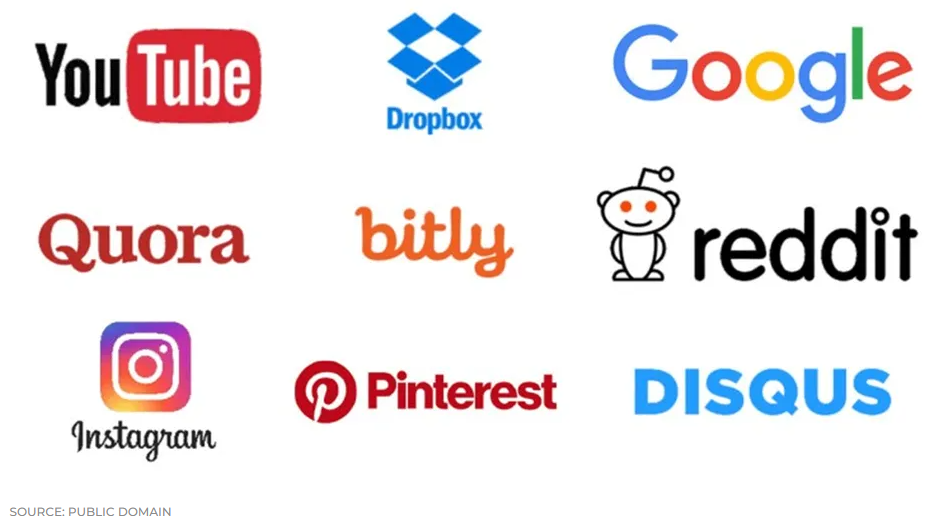 YouTube
Dropbox
Google
Quora
bitly
reddit
Instagram
Pinterest
DISQUS
SOURCE: PUBLIC DOMAIN